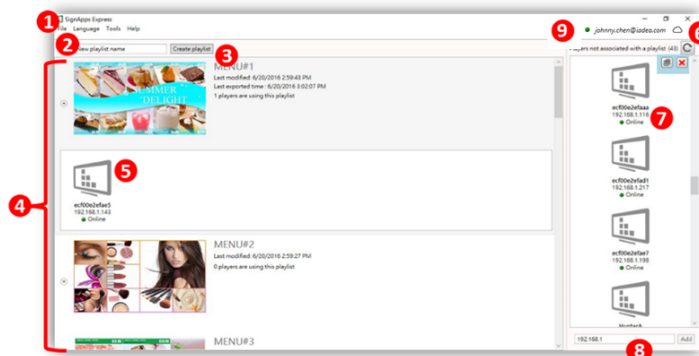 SignApps Express
1
File Language Tools Help
9
johnny.chen@iadea.com
6
2
playlist name
Create playlist
3
Players not associated with a playlist (43)
MENU#1
Last modified: 6/20/2016 2:59:43 PM
Last exported time : 6/20/2016 3:02:07 PM
1 players are using this playlist
SUMMER
DELIGHT
ecf00e2efaaa
192.168.1.116
Online
7
5
4
ecf00e2efae5
192.168.1.143
Online
ecf00e2efad1
192.168.1.217
Online
MENU#2
Last modified: 6/20/2016 2:59:27 PM
0 players are using this playlist
ecf00e2efae7
192.168.1.198
Online
MENU#3
192.168.1
Add
8